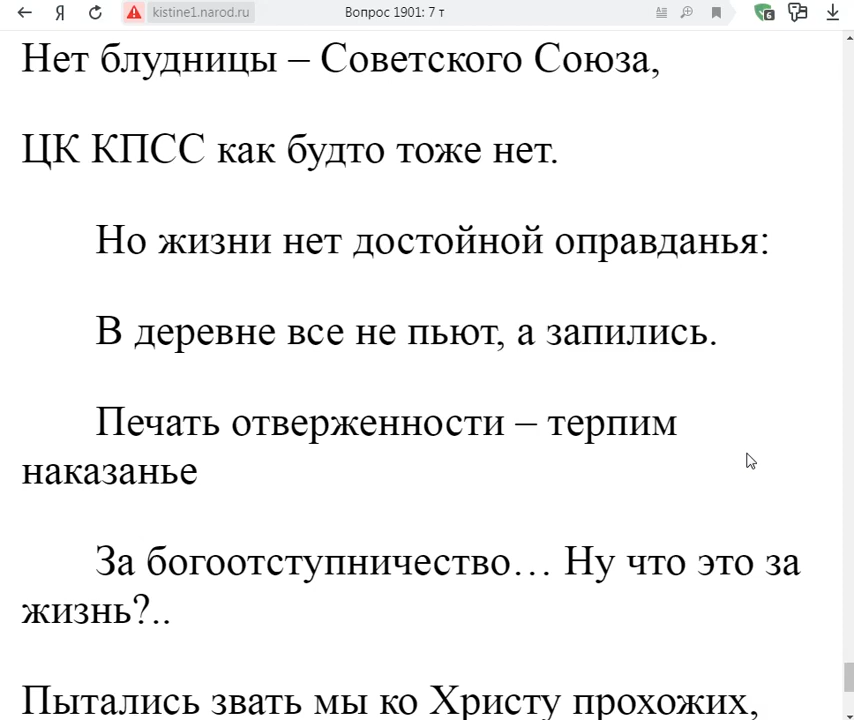 kistine1.narod.ru Вопрос 1901: 7 т
Нет блудницы – Советского Союза,
ЦК КПСС как будто тоже нет.
Но жизни нет достойной оправданья:
В деревне все не пьют, а запились.
Печать отверженности – терпим
наказанье
За богоотступничество… Ну что это за
жизнь?..
Пытались звать мы ко Христу прохожих,